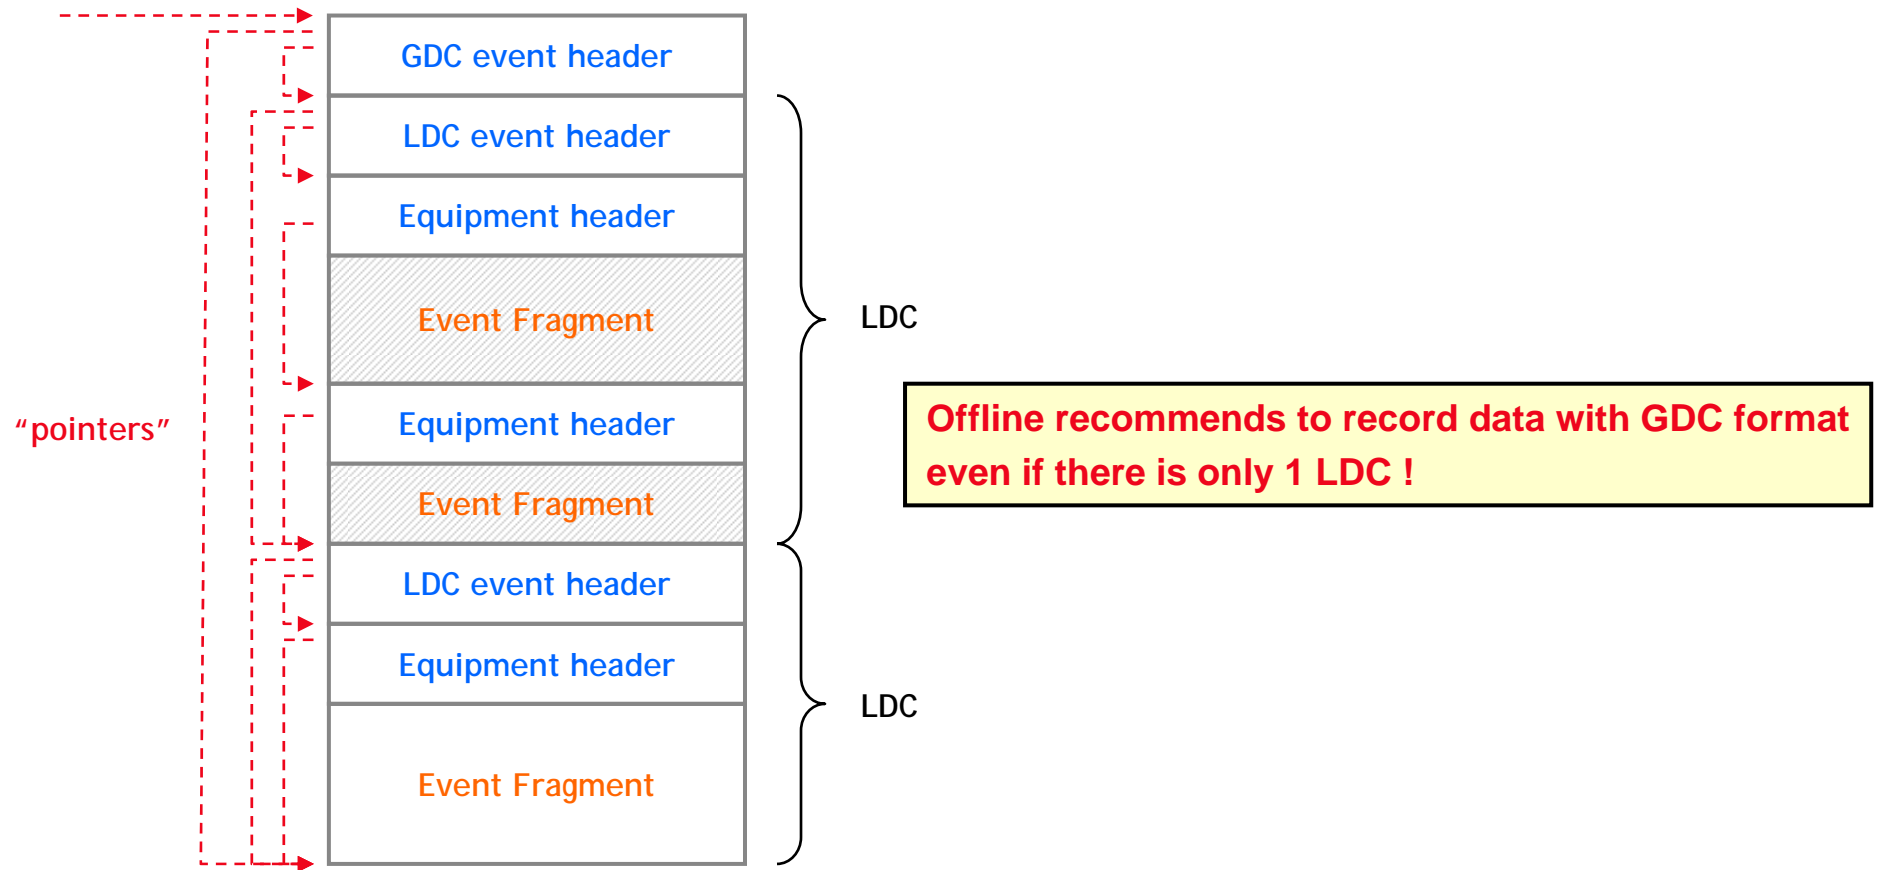 GDC event header
LDC event header
Equipment header
Event Fragment
LDC
Equipment header
“pointers”
Offline recommends to record data with GDC format
even if there is only 1 LDC !
Event Fragment
LDC event header
Equipment header
LDC
Event Fragment